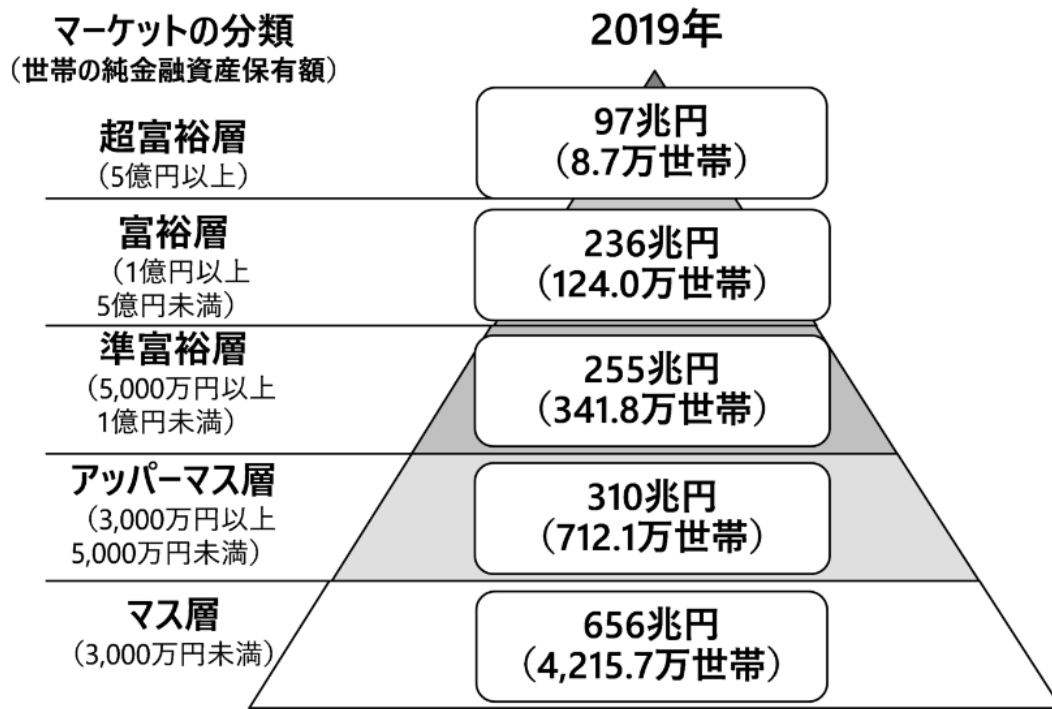 マーケットの分類
（世帯の純金融資産保有額）
2019年
超富裕層
（5億円以上）
97兆円
（8.7万世帯）
富裕層
（1億円以上
5億円未満）
236兆円
（124.0万世帯）
準富裕層
（5,000万円以上
1億円未満）
255兆円
（341.8万世帯）
アッパーマス層
（3,000万円以上
5,000万円未満）
310兆円
（712.1万世帯）
マス層
（3,000万円未満）
656兆円
（4,215.7万世帯）